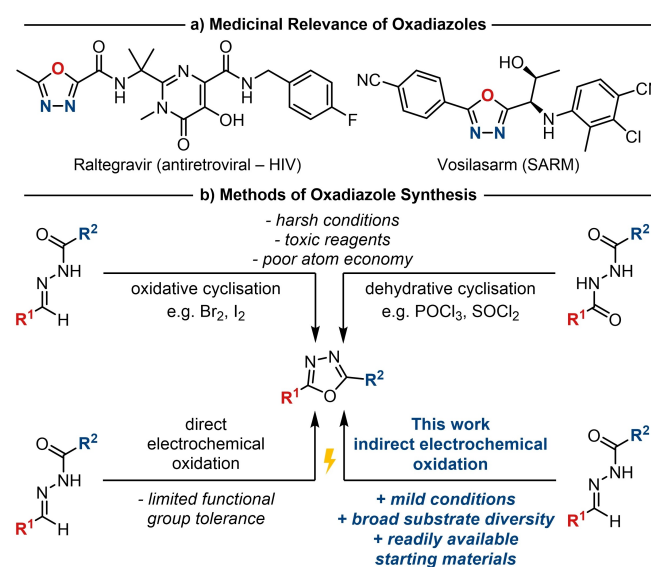 a) Medicinal Relevance of Oxadiazoles
O
N N
O
N
H
N
N
O
N
H
F
OH
O
Raltegravir (antiretroviral – HIV)
NC
O
N N
HO
N
H
Cl
CN
Vosilasarm (SARM)
b) Methods of Oxadiazole Synthesis
- harsh conditions
- toxic reagents
- poor atom economy
O R²
NH
N
R¹ H
oxidative cyclisation
e.g. Br₂, I₂
dehydrative cyclisation
e.g. POCl₃, SOCl₂
O R²
NH
HN
R¹ O
N N
R¹ O R²
O R²
NH
N
R¹ H
direct
electrochemical
oxidation
- limited functional
group tolerance
This work
indirect electrochemical
oxidation
+ mild conditions
+ broad substrate diversity
+ readily available
starting materials
O R²
NH
N
R¹ H